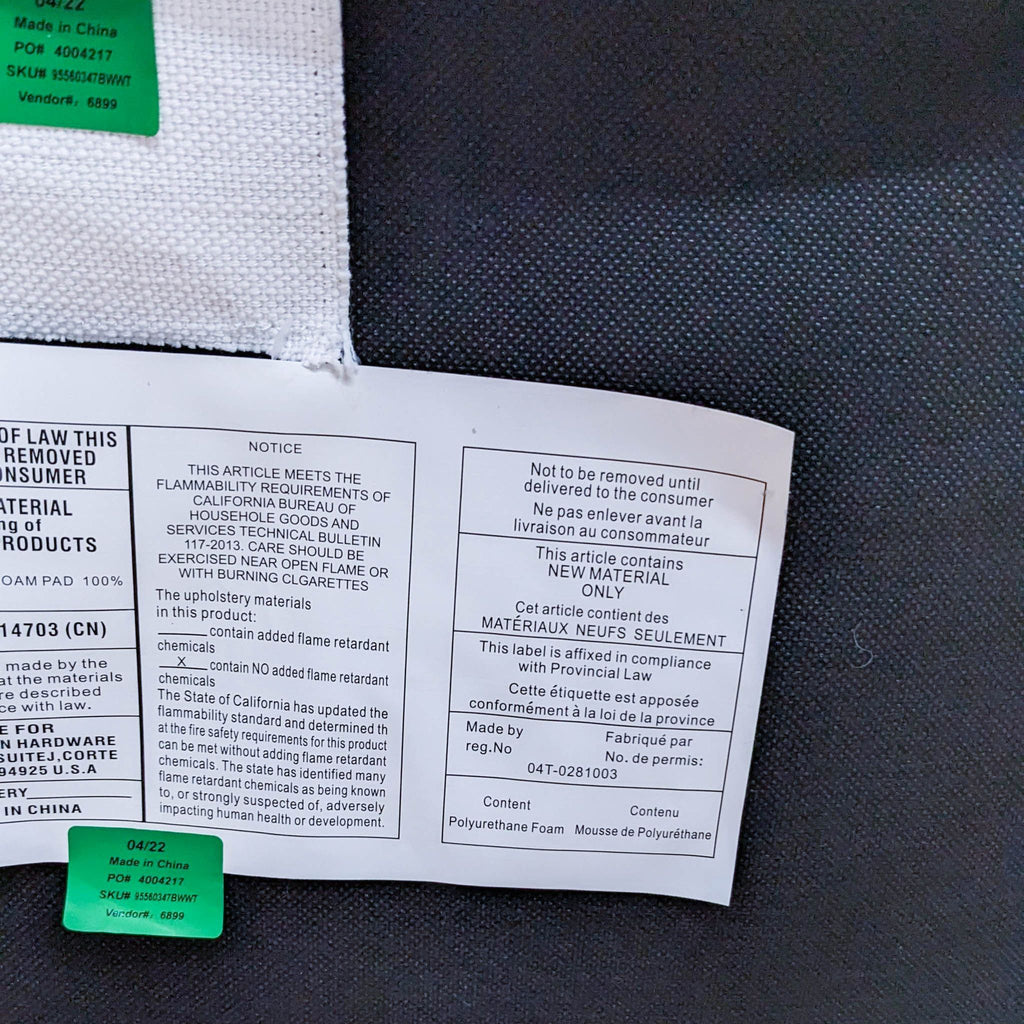 04/22
Made in China
PO# 4004217
SKU# 95560347BWWT
Vendor#: 6899
OF LAW THIS
REMOVED
ONSUMER
ATERIAL
ng of
PRODUCTS
OAM PAD 100%
14703 (CN)
made by the
at the materials
re described
ce with law.
E FOR
N HARDWARE
SUITEJ,CORTE
94925 U.S.A
ERY
IN CHINA
NOTICE
THIS ARTICLE MEETS THE
FLAMMABILITY REQUIREMENTS OF
CALIFORNIA BUREAU OF
HOUSEHOLD GOODS AND
SERVICES TECHNICAL BULLETIN
117-2013. CARE SHOULD BE
EXERCISED NEAR OPEN FLAME OR
WITH BURNING CLGARETTES
The upholstery materials
in this product:
______ contain added flame retardant
chemicals
__X__ contain NO added flame retardant
chemicals
The State of California has updated the
flammability standard and determined th
at the fire safety requirements for this product
can be met without adding flame retardant
chemicals. The state has identified many
flame retardant chemicals as being known
to, or strongly suspected of, adversely
impacting human health or development.
Not to be removed until
delivered to the consumer
Ne pas enlever avant la
livraison au consommateur
This article contains
NEW MATERIAL
ONLY
Cet article contient des
MATÉRIAUX NEUFS SEULEMENT
This label is affixed in compliance
with Provincial Law
Cette étiquette est apposée
conformément à la loi de la province
Made by Fabriqué par
reg.No No. de permis:
04T-0281003
Content Contenu
Polyurethane Foam Mousse de Polyuréthane
04/22
Made in China
PO# 4004217
SKU# 95560347BWWT
Vendor#: 6899